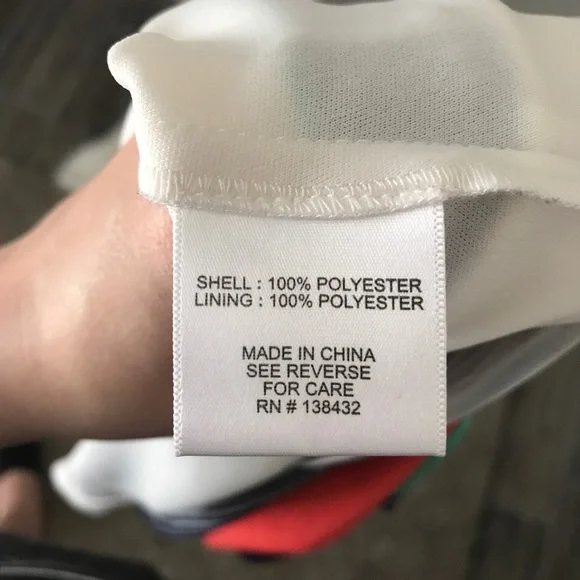 SHELL : 100% POLYESTER
LINING : 100% POLYESTER
MADE IN CHINA
SEE REVERSE
FOR CARE
RN # 138432